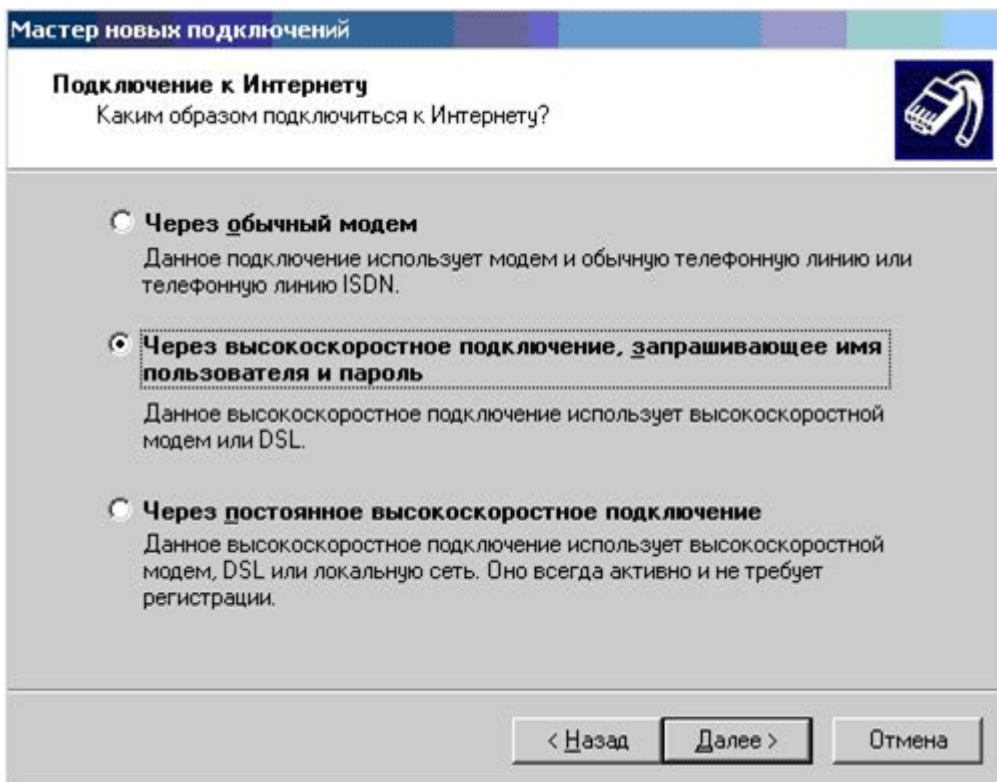 Мастер новых подключений
Подключение к Интернету
Каким образом подключиться к Интернету?
Через обычный модем
Данное подключение использует модем и обычную телефонную линию или
телефонную линию ISDN.
Через высокоскоростное подключение, запрашивающее имя
пользователя и пароль
Данное высокоскоростное подключение использует высокоскоростной
модем или DSL.
Через постоянное высокоскоростное подключение
Данное высокоскоростное подключение использует высокоскоростной
модем, DSL или локальную сеть. Оно всегда активно и не требует
регистрации.
< Назад Далее > Отмена